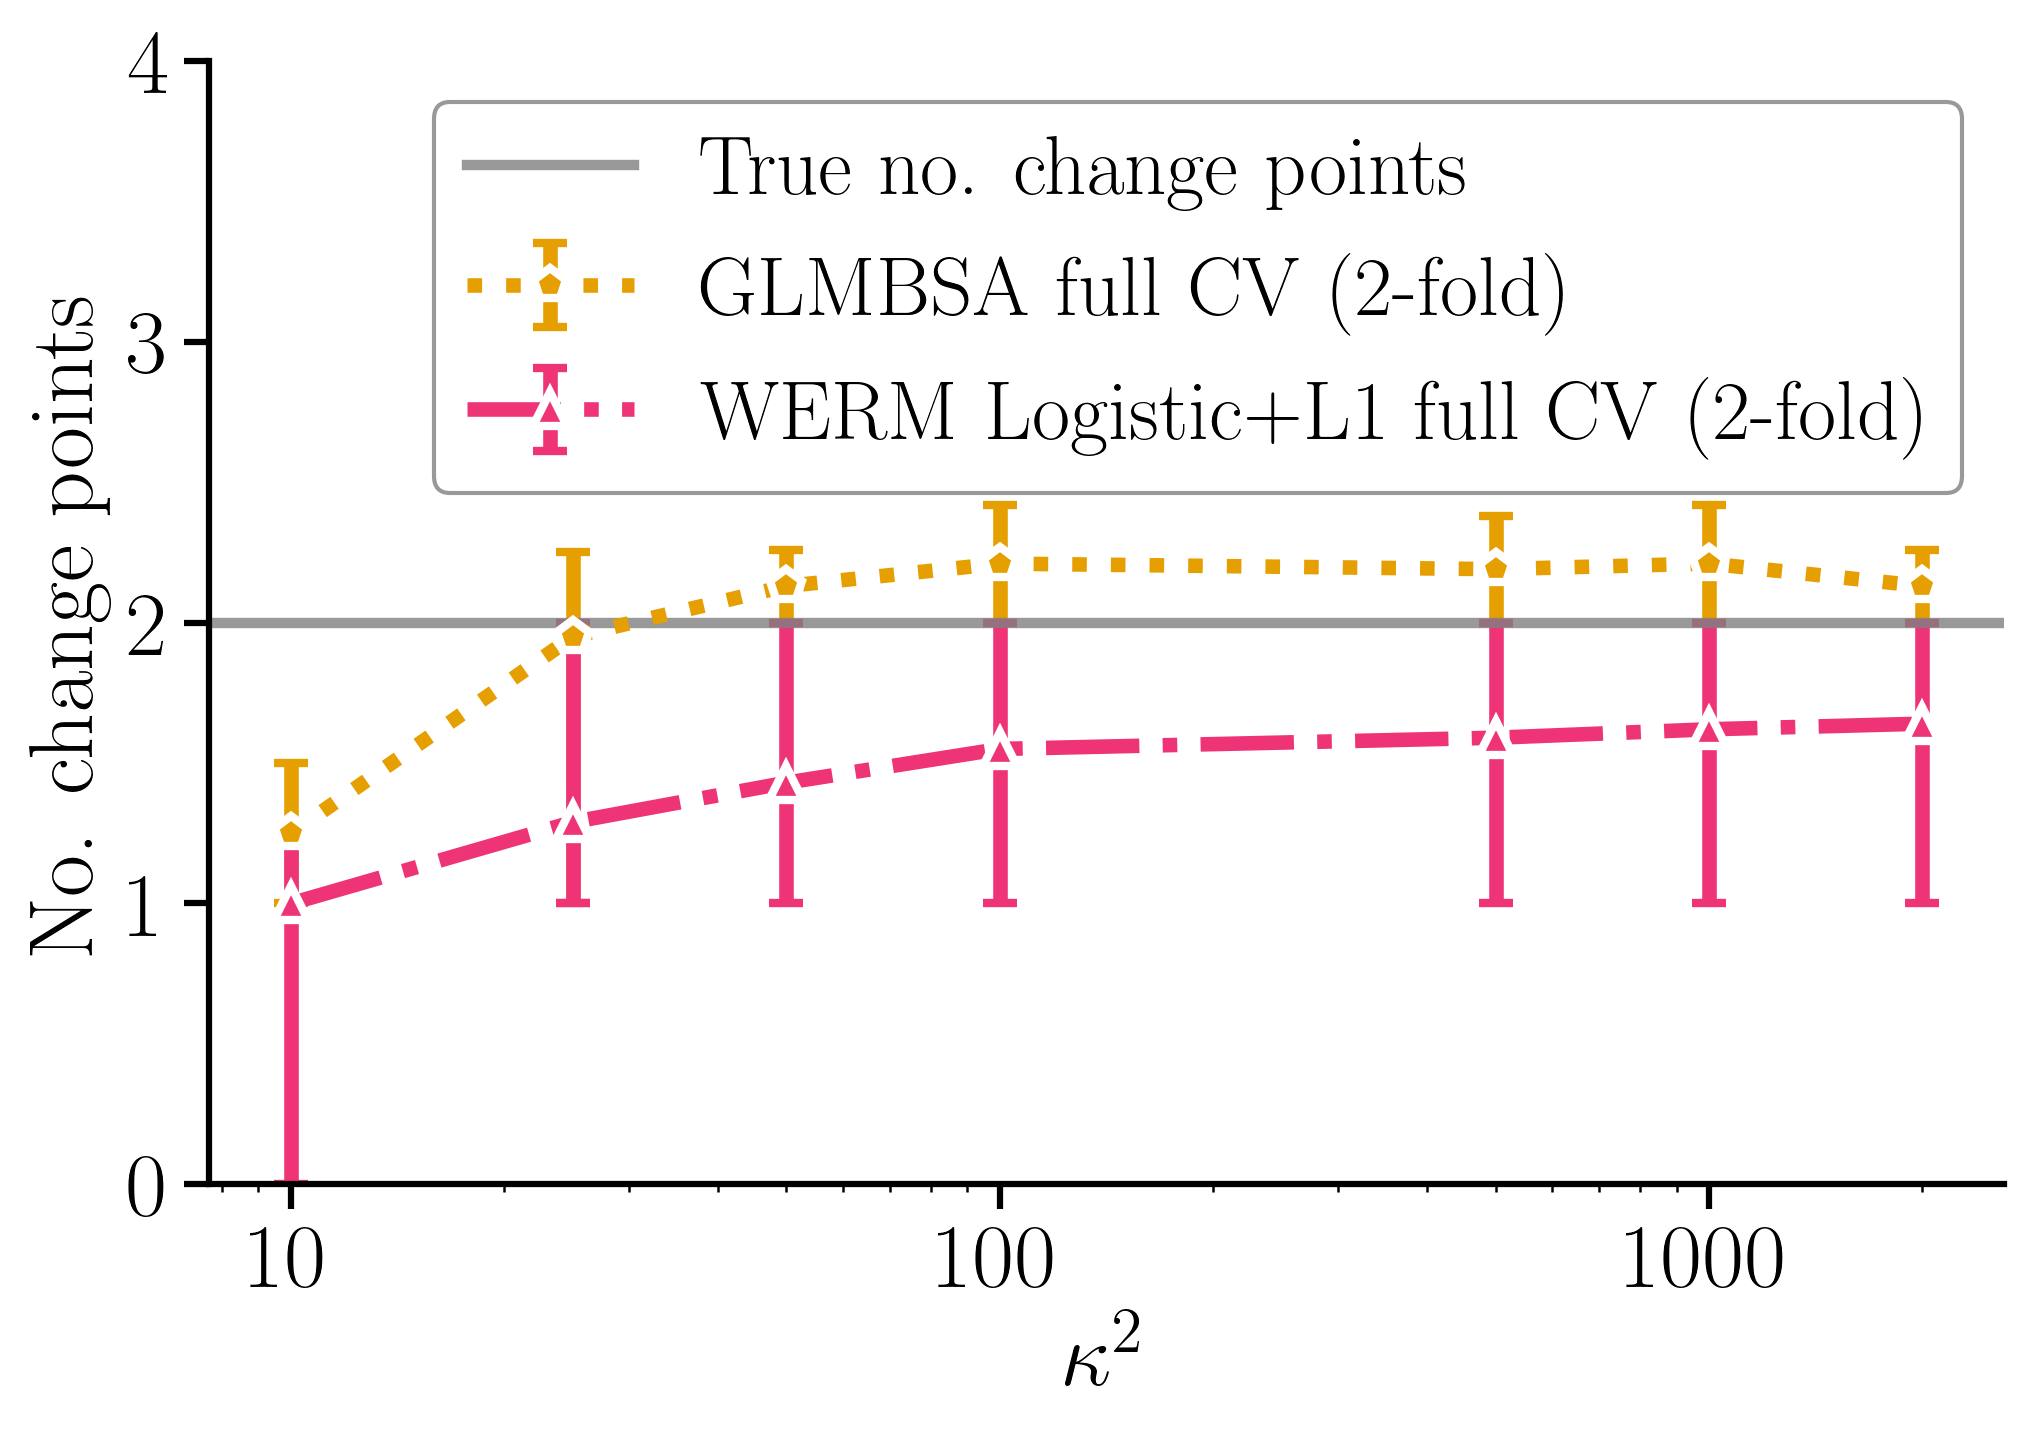 4
3
2
1
0
No. change points
True no. change points
GLMBSA full CV (2-fold)
WERM Logistic+L1 full CV (2-fold)
10 100 1000
κ²